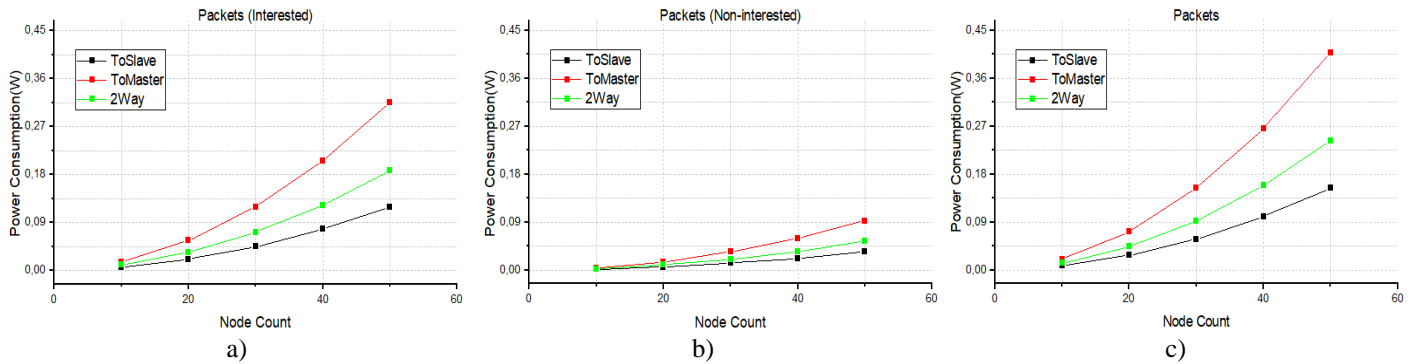 Packets (Interested)
0,45
0,36
0,27
0,18
0,09
0,00
Power Consumption(W)
ToSlave
ToMaster
2Way
0
20
40
60
Node Count
a)
Packets (Non-interested)
0,45
0,36
0,27
0,18
0,09
0,00
Power Consumption(W)
ToSlave
ToMaster
2Way
0
20
40
60
Node Count
b)
Packets
0,45
0,36
0,27
0,18
0,09
0,00
Power Consumption(W)
ToSlave
ToMaster
2Way
0
20
40
60
Node Count
c)